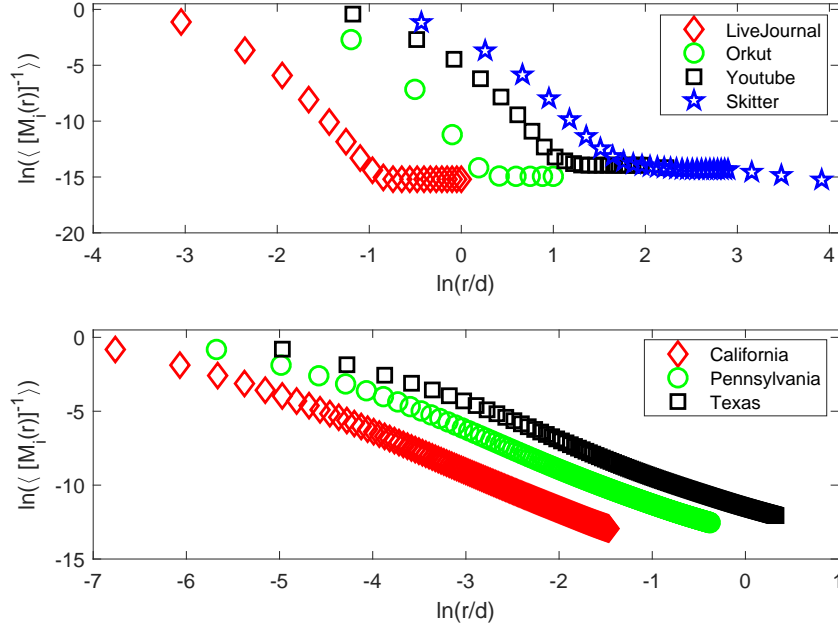 0
-5
-10
-15
-20
ln(⟨ [M_i(r)]^{-1} ⟩)
LiveJournal
Orkut
Youtube
Skitter
-4 -3 -2 -1 0 1 2 3 4
ln(r/d)
0
-5
-10
-15
ln(⟨ [M_i(r)]^{-1} ⟩)
California
Pennsylvania
Texas
-7 -6 -5 -4 -3 -2 -1 0 1
ln(r/d)